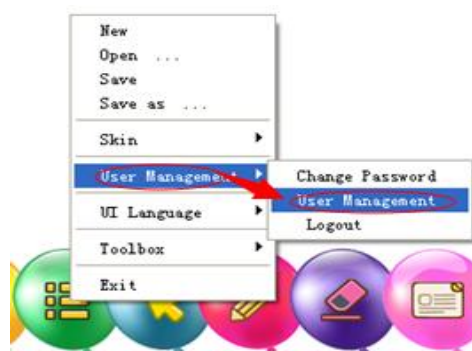 New
Open ...
Save
Save as ...
Skin
User Management
UI Language
Toolbox
Exit
Change Password
User Management
Logout